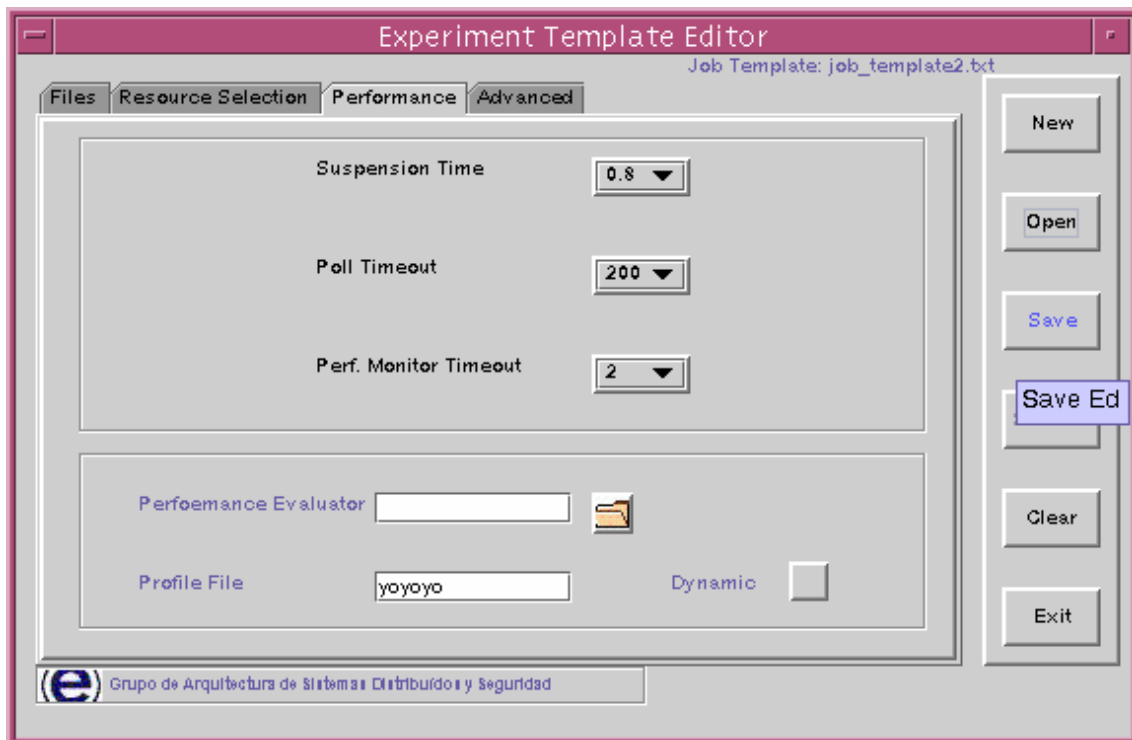 Experiment Template Editor
Job Template: job_template2.txt
Files Resource Selection Performance Advanced
New
Suspension Time 0.8
Open
Poll Timeout 200
Save
Perf. Monitor Timeout 2
Save Ed
Perfoemance Evaluator
Clear
Profile File yoyoyo Dynamic
Exit
(e) Grupo de Arquitectura de Sistemas Distribuídos y Seguridad